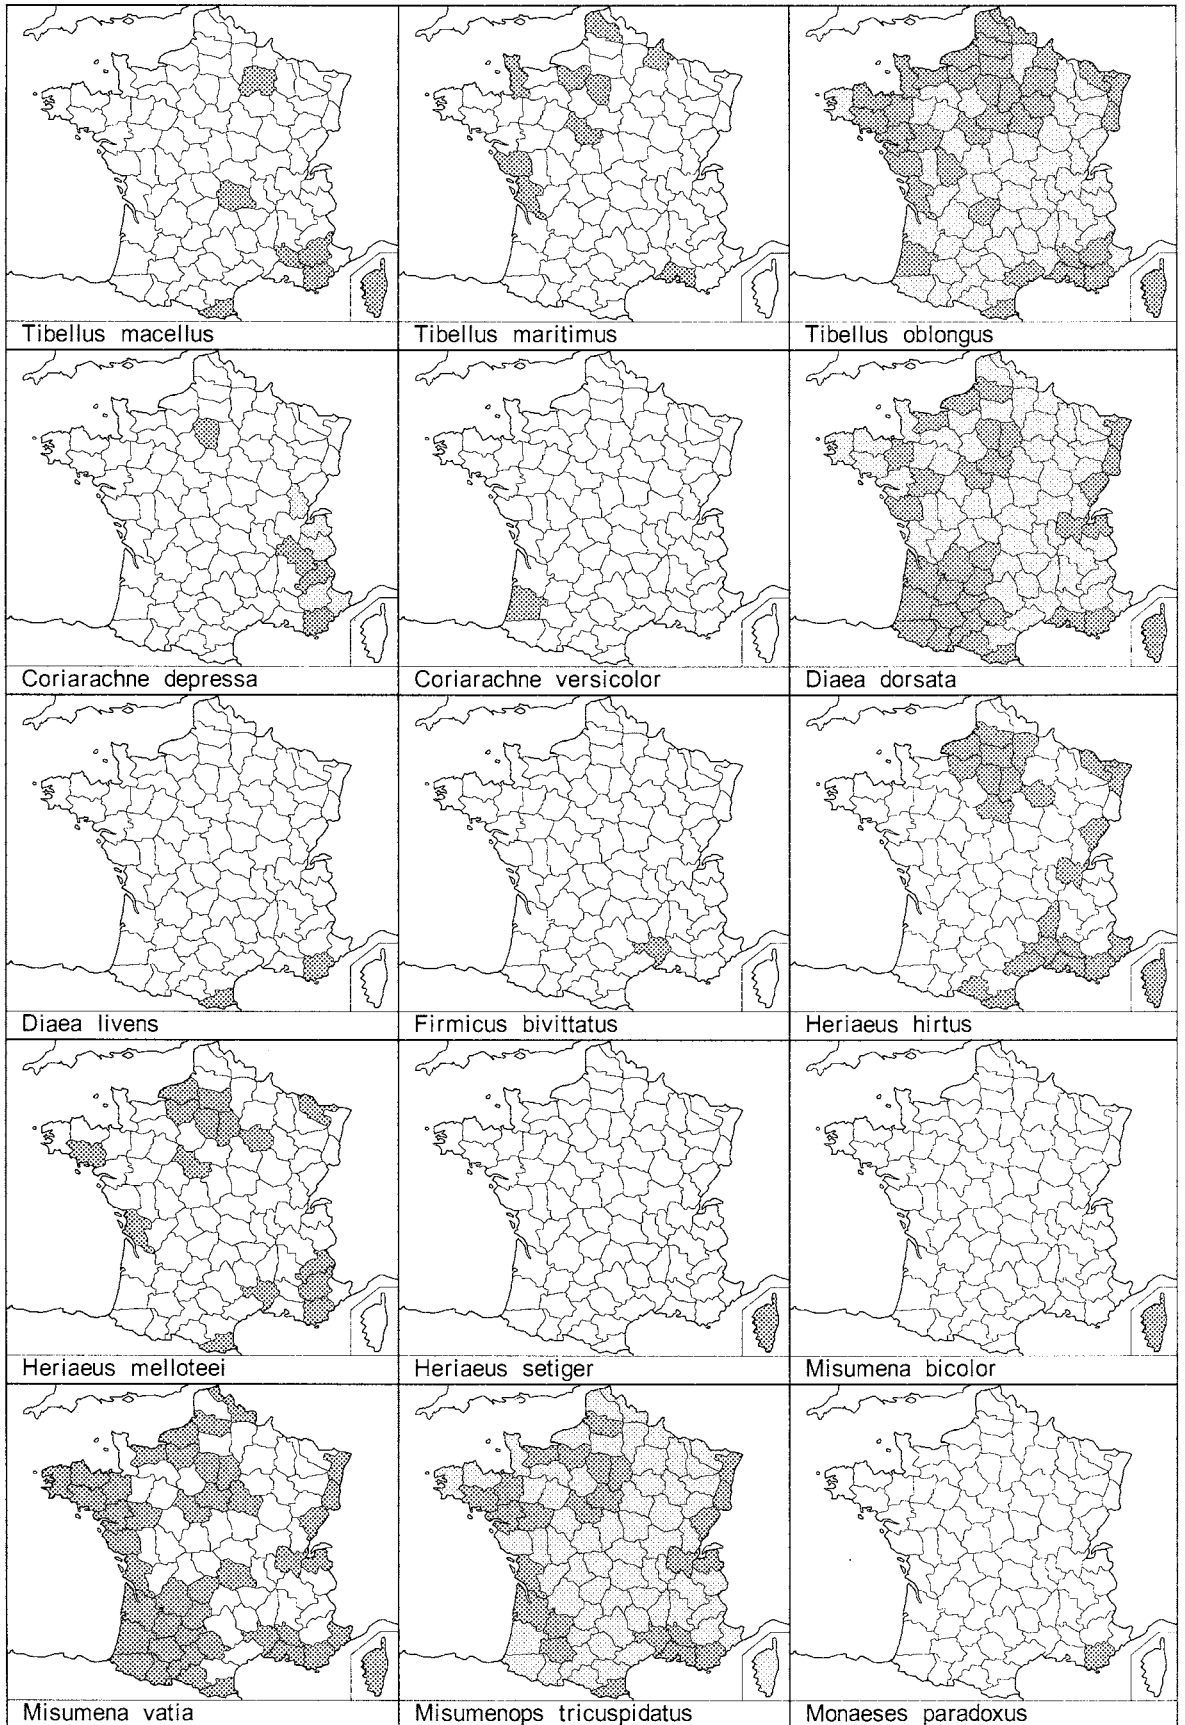 Tibellus macellus
Tibellus maritimus
Tibellus oblongus
Coriarachne depressa
Coriarachne versicolor
Diaea dorsata
Diaea livens
Firmicus bivittatus
Heriaeus hirtus
Heriaeus melloteei
Heriaeus setiger
Misumena bicolor
Misumena vatia
Misumenops tricuspidatus
Monaeses paradoxus